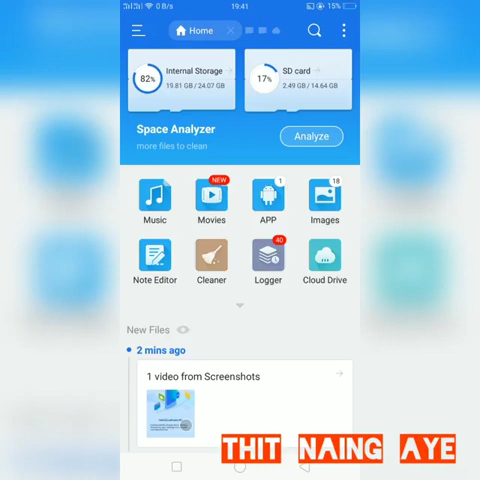 0 B/s 19:41 15%
Home
82% Internal Storage
19.81 GB / 24.07 GB
17% SD card
2.49 GB / 14.64 GB
Space Analyzer
more files to clean
Analyze
NEW 1 18
Music Movies APP Images
40
Note Editor Cleaner Logger Cloud Drive
New Files
2 mins ago
1 video from Screenshots
THIT NAING AYE